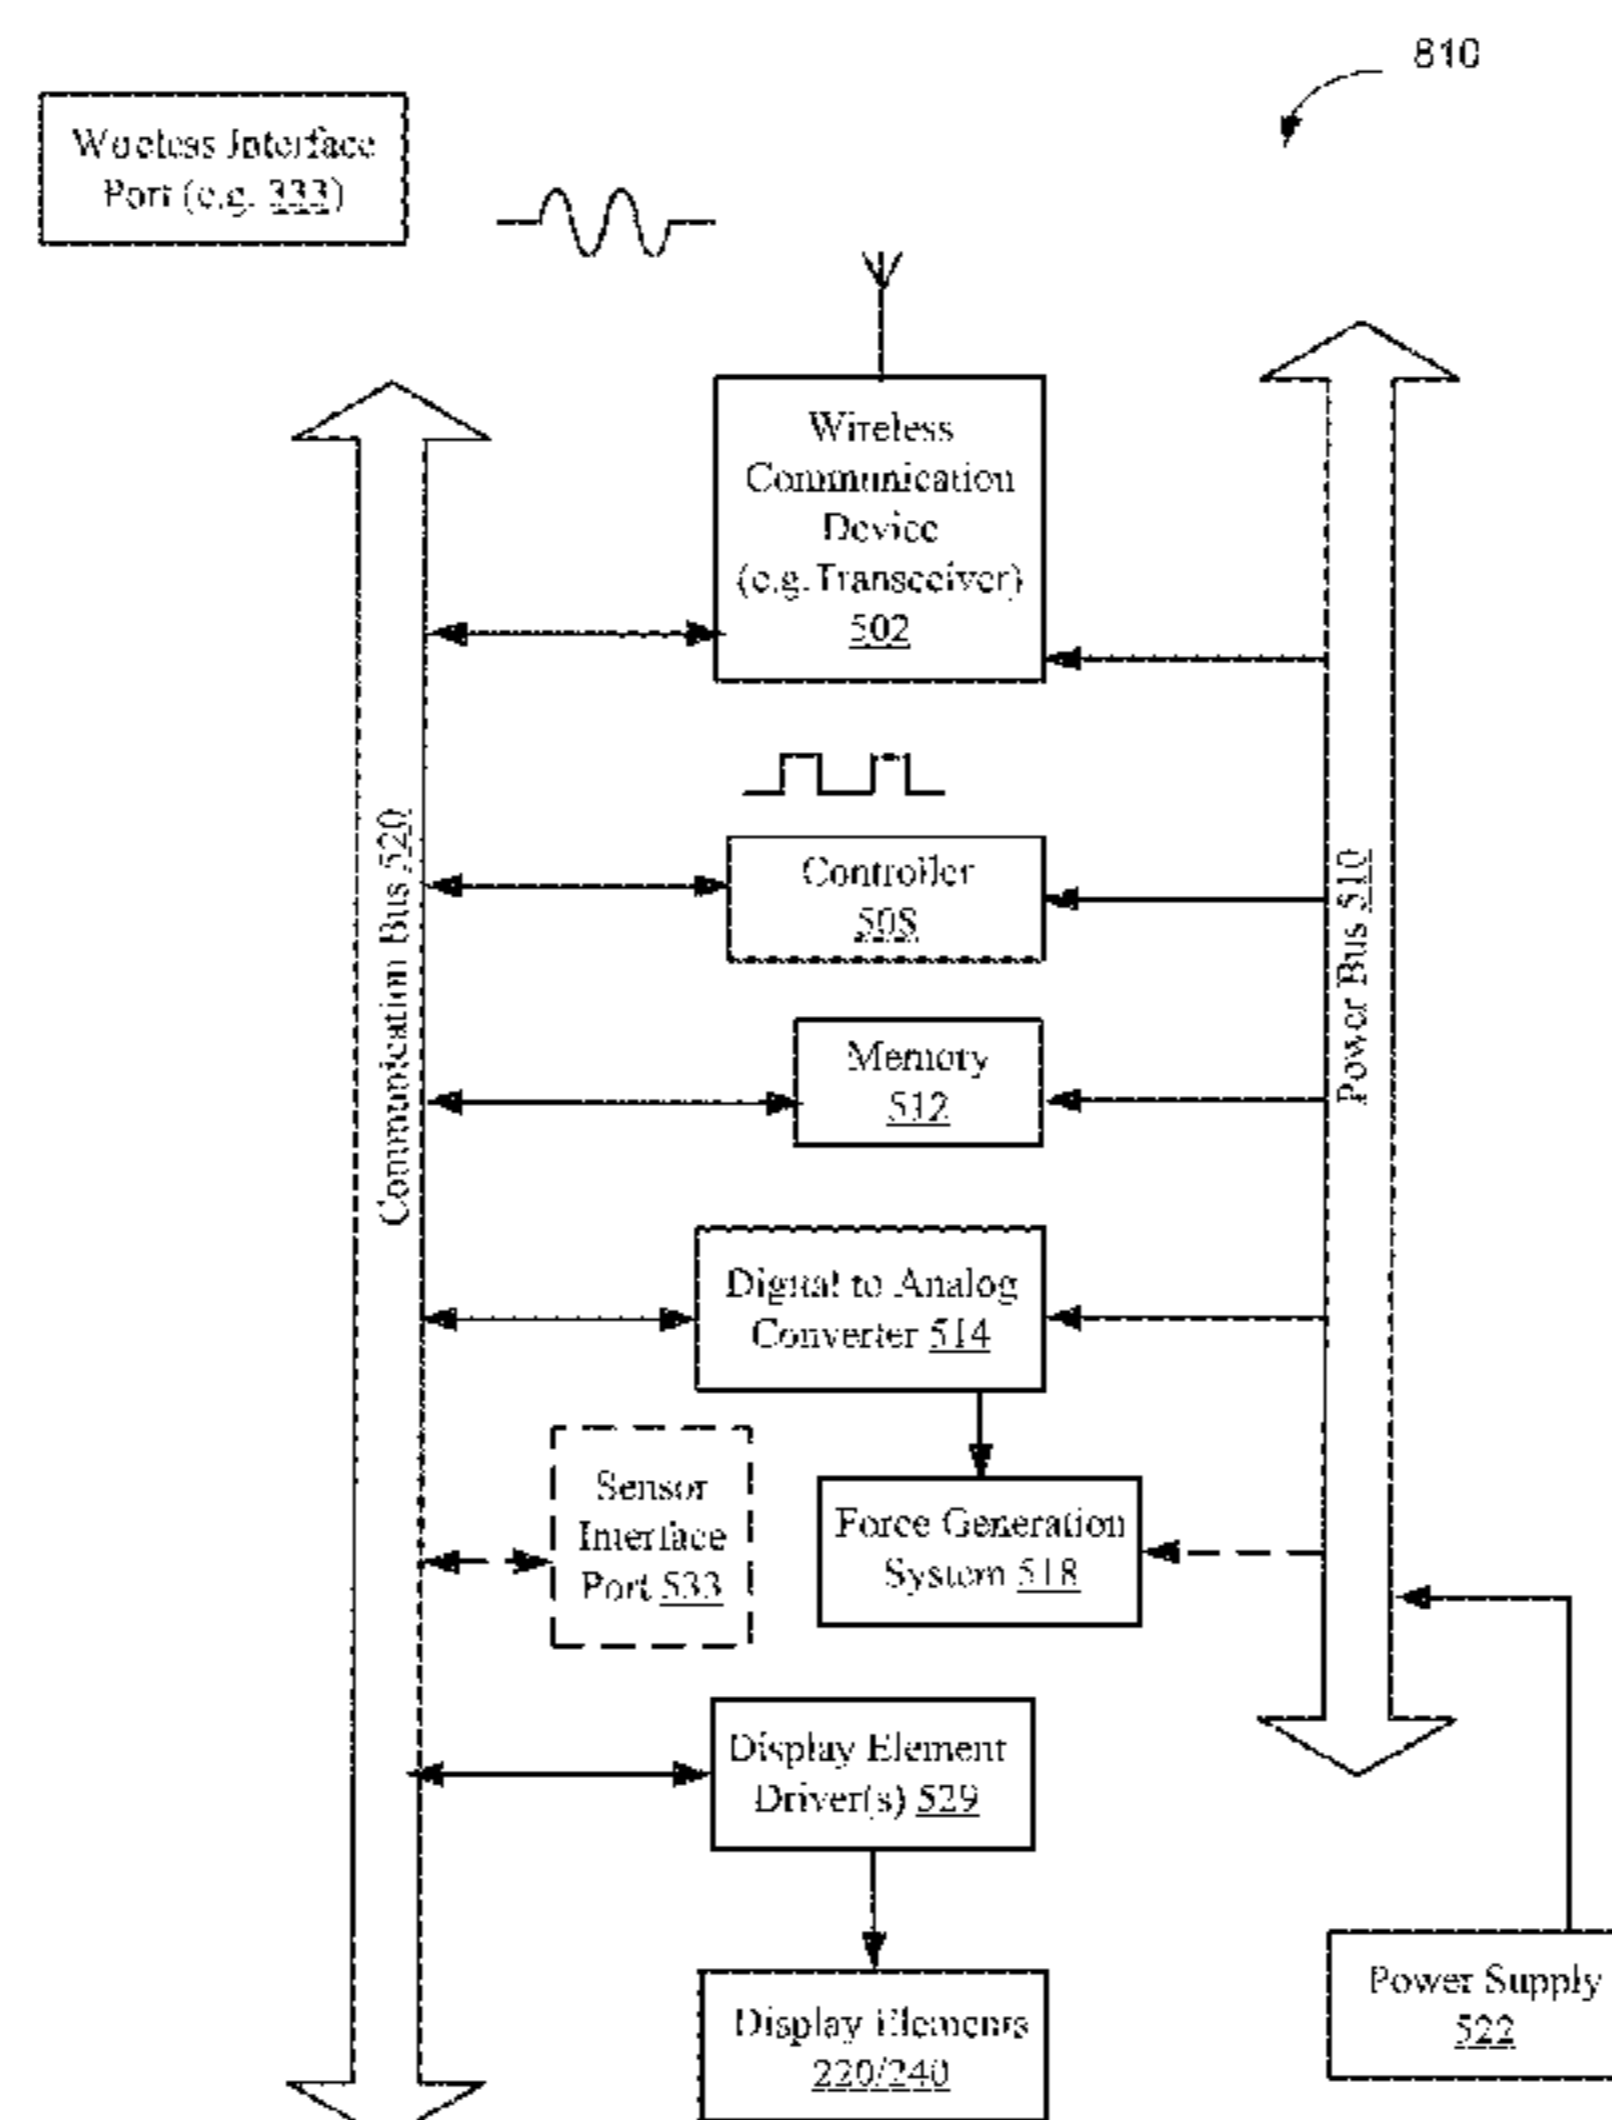 810
Wireless Interface
Port (e.g. 333)
Wireless
Communication
Device
(e.g. Transceiver)
502
Communication Bus 520
Power Bus 510
Controller
508
Memory
512
Digital to Analog
Converter 514
Sensor
Interface
Port 533
Force Generation
System 518
Display Element
Driver(s) 529
Power Supply
522
Display Elements
220/240